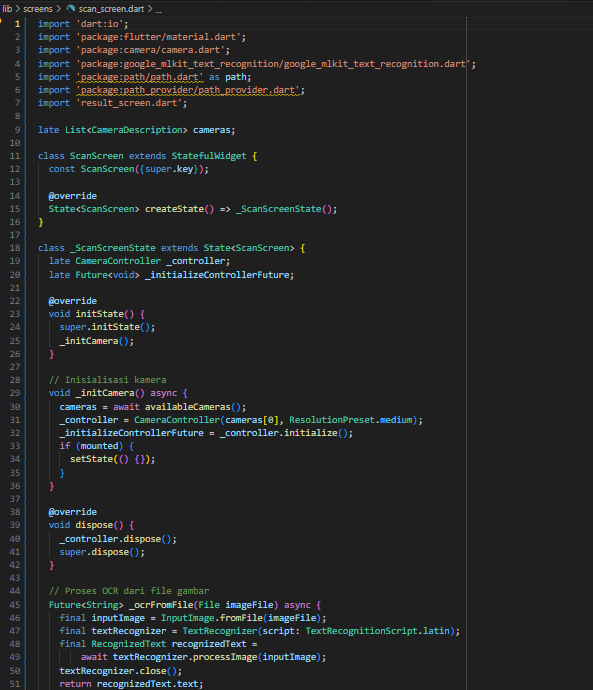 lib > screens > scan_screen.dart > ...
1 import 'dart:io';
2 import 'package:flutter/material.dart';
3 import 'package:camera/camera.dart';
4 import 'package:google_mlkit_text_recognition/google_mlkit_text_recognition.dart';
5 import 'package:path/path.dart' as path;
6 import 'package:path_provider/path_provider.dart';
7 import 'result_screen.dart';
8
9 late List<CameraDescription> cameras;
10
11 class ScanScreen extends StatefulWidget {
12   const ScanScreen({super.key});
13
14   @override
15   State<ScanScreen> createState() => _ScanScreenState();
16 }
17
18 class _ScanScreenState extends State<ScanScreen> {
19   late CameraController _controller;
20   late Future<void> _initializeControllerFuture;
21
22   @override
23   void initState() {
24     super.initState();
25     _initCamera();
26   }
27
28   // Inisialisasi kamera
29   void _initCamera() async {
30     cameras = await availableCameras();
31     _controller = CameraController(cameras[0], ResolutionPreset.medium);
32     _initializeControllerFuture = _controller.initialize();
33     if (mounted) {
34       setState(() {});
35     }
36   }
37
38   @override
39   void dispose() {
40     _controller.dispose();
41     super.dispose();
42   }
43
44   // Proses OCR dari file gambar
45   Future<String> _ocrFromFile(File imageFile) async {
46     final inputImage = InputImage.fromFile(imageFile);
47     final textRecognizer = TextRecognizer(script: TextRecognitionScript.latin);
48     final RecognizedText recognizedText =
49         await textRecognizer.processImage(inputImage);
50     textRecognizer.close();
51     return recognizedText.text;